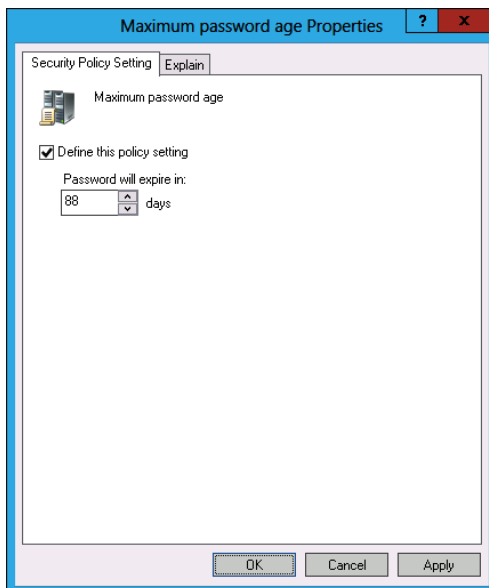 Maximum password age Properties
? x
Security Policy Setting Explain
Maximum password age
Define this policy setting
Password will expire in:
88 days
OK Cancel Apply